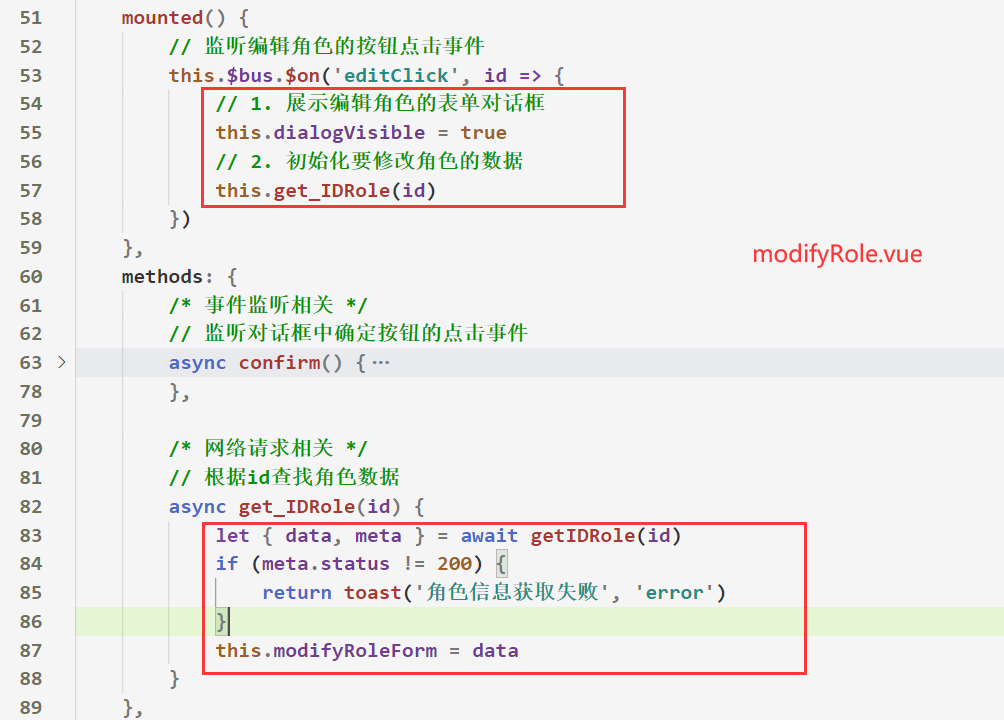 51 mounted() {
52 // 监听编辑角色的按钮点击事件
53 this.$bus.$on('editClick', id => {
54 // 1. 展示编辑角色的表单对话框
55 this.dialogVisible = true
56 // 2. 初始化要修改角色的数据
57 this.get_IDRole(id)
58 })
59 },
modifyRole.vue
60 methods: {
61 /* 事件监听相关 */
62 // 监听对话框中确定按钮的点击事件
63 async confirm() {…
78 },
79
80 /* 网络请求相关 */
81 // 根据id查找角色数据
82 async get_IDRole(id) {
83 let { data, meta } = await getIDRole(id)
84 if (meta.status != 200) {
85 return toast('角色信息获取失败', 'error')
86 }
87 this.modifyRoleForm = data
88 }
89 },